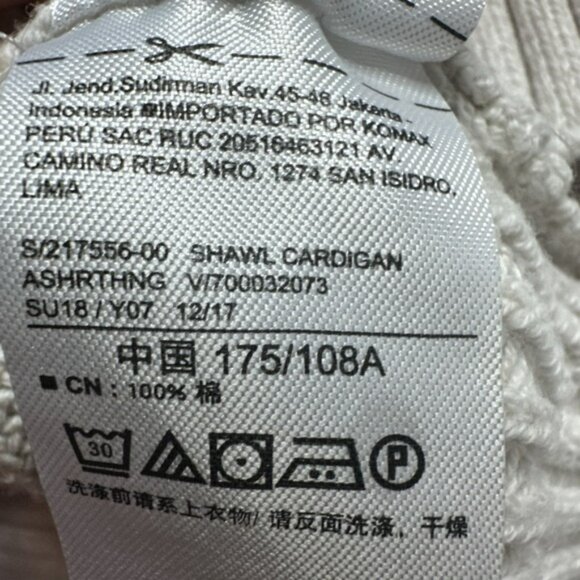 Jl. Jend.Sudirman Kav 45-46 Jakarta -
Indonesia IMPORTADO POR KOMAX
PERÚ SAC RUC 20516463121 AV.
CAMINO REAL NRO. 1274 SAN ISIDRO,
LIMA
S/217556-00 SHAWL CARDIGAN
ASHRTHNG V/700032073
SU18 / Y07 12/17
中国 175/108A
■ CN : 100% 棉
30 P
洗涤前请系上衣物/ 请反面洗涤，干燥